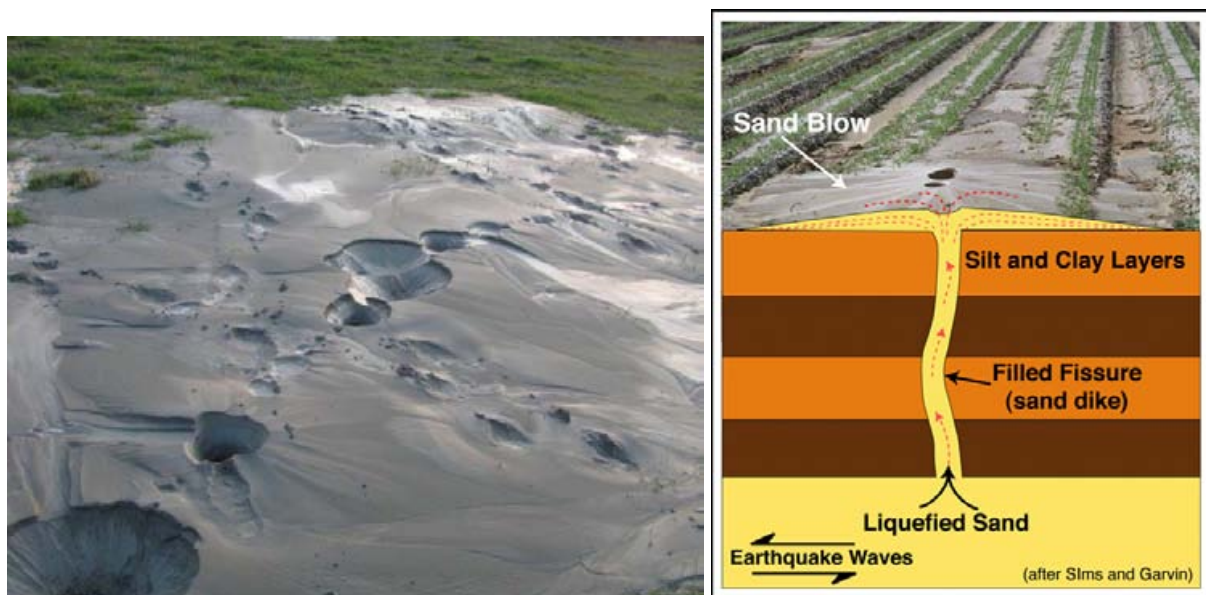 Sand Blow
Silt and Clay Layers
Filled Fissure
(sand dike)
Liquefied Sand
Earthquake Waves
(after SIms and Garvin)